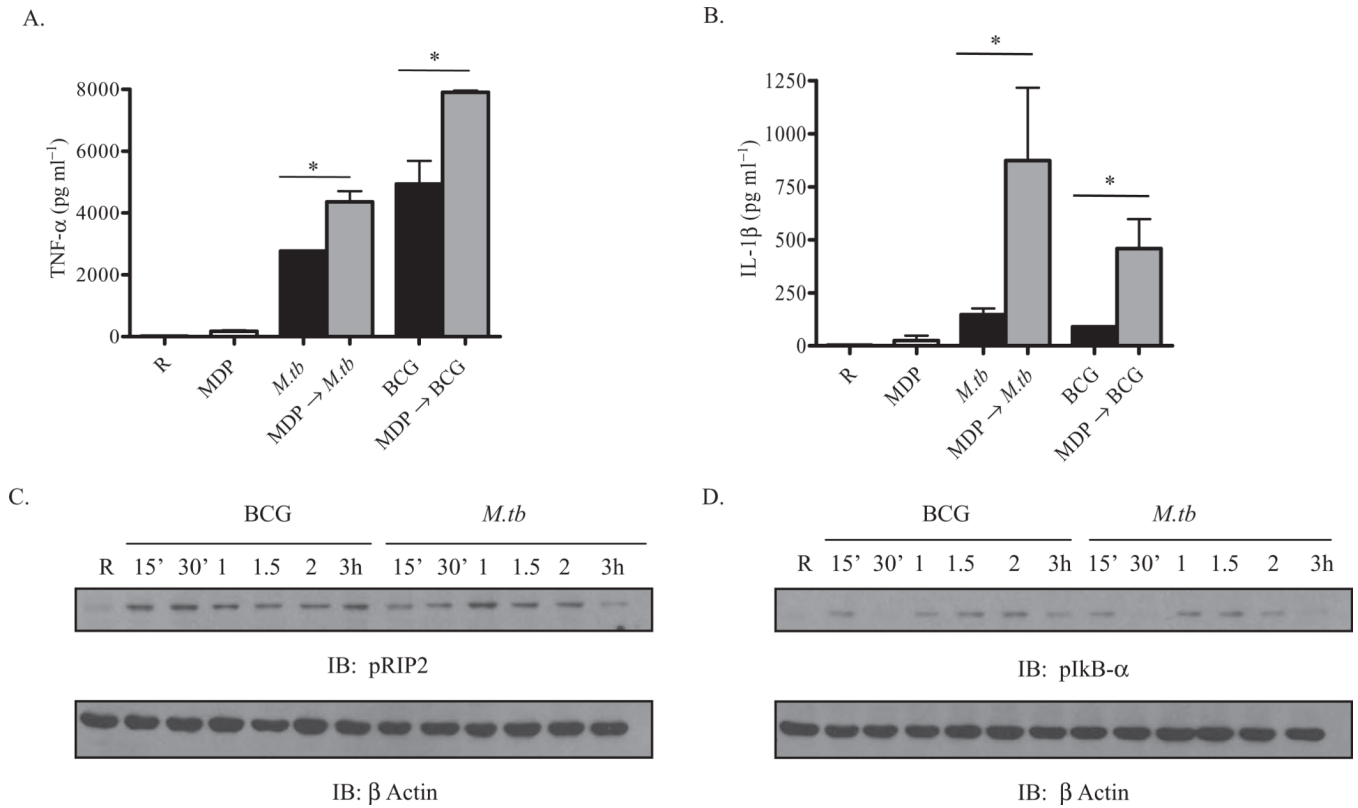 A.
TNF-α (pg ml⁻¹)
8000
6000
4000
2000
0
*
*
R
MDP
M.tb
MDP → M.tb
BCG
MDP → BCG
B.
IL-1β (pg ml⁻¹)
1250
1000
750
500
250
0
*
*
R
MDP
M.tb
MDP → M.tb
BCG
MDP → BCG
C.
BCG M.tb
R 15’ 30’ 1 1.5 2 3h 15’ 30’ 1 1.5 2 3h
IB: pRIP2
IB: β Actin
D.
BCG M.tb
R 15’ 30’ 1 1.5 2 3h 15’ 30’ 1 1.5 2 3h
IB: pIkB-α
IB: β Actin